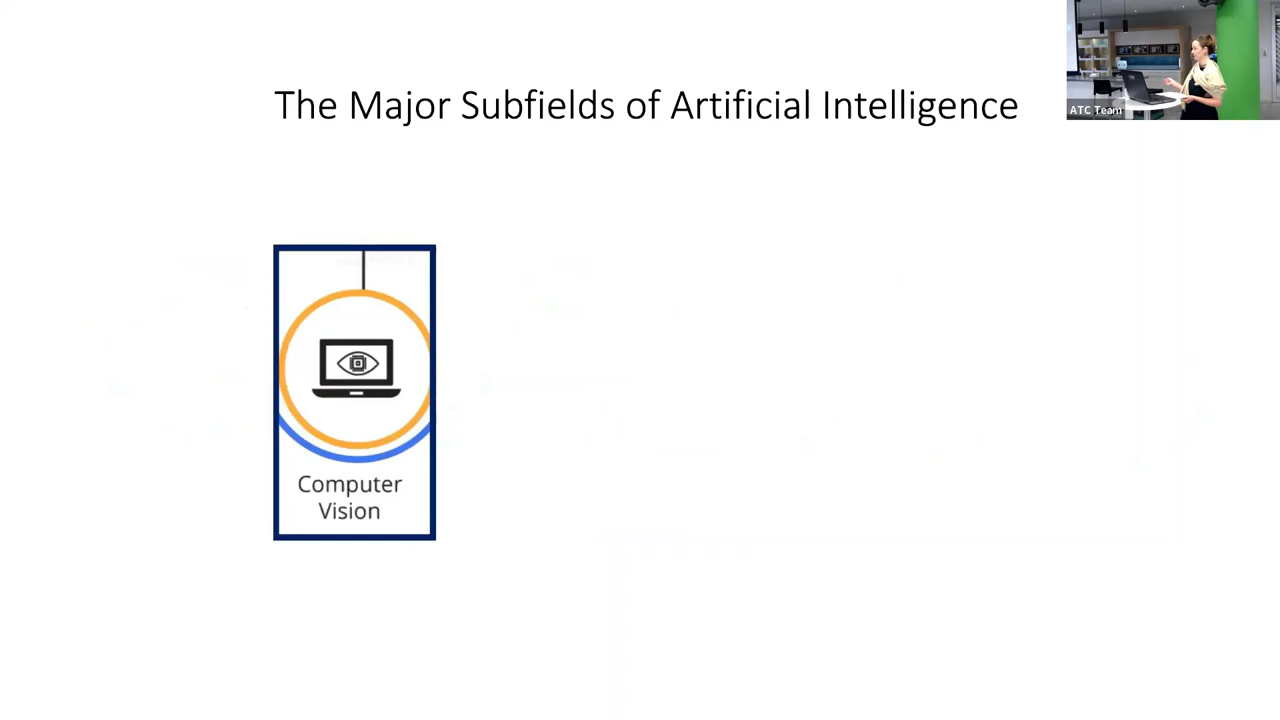 The Major Subfields of Artificial Intelligence
ATC Team
Computer
Vision